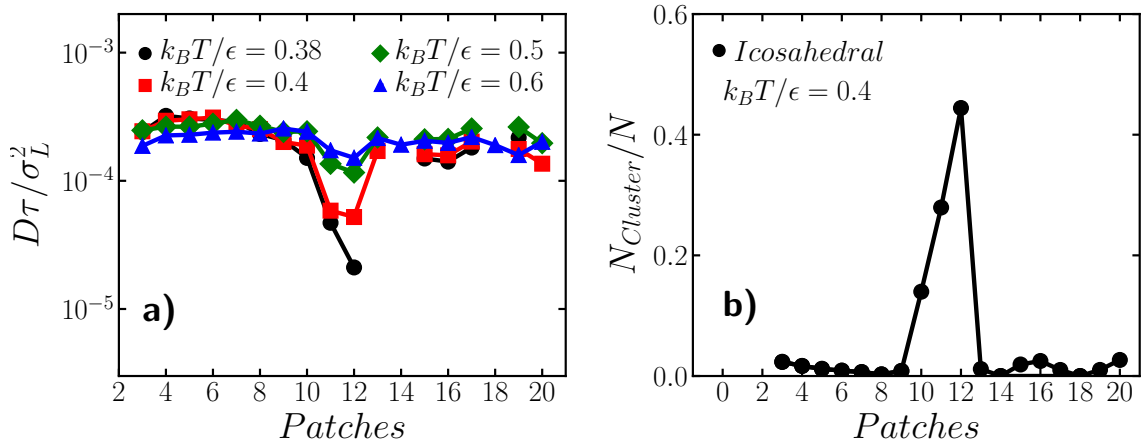 10⁻³
10⁻⁴
10⁻⁵
Dτ/σ_L²
k_BT/ϵ = 0.38
k_BT/ϵ = 0.5
k_BT/ϵ = 0.4
k_BT/ϵ = 0.6
a)
2 4 6 8 10 12 14 16 18 20
Patches
0.6
0.4
0.2
0.0
N_Cluster/N
Icosahedral
k_BT/ϵ = 0.4
b)
0 2 4 6 8 10 12 14 16 18 20
Patches